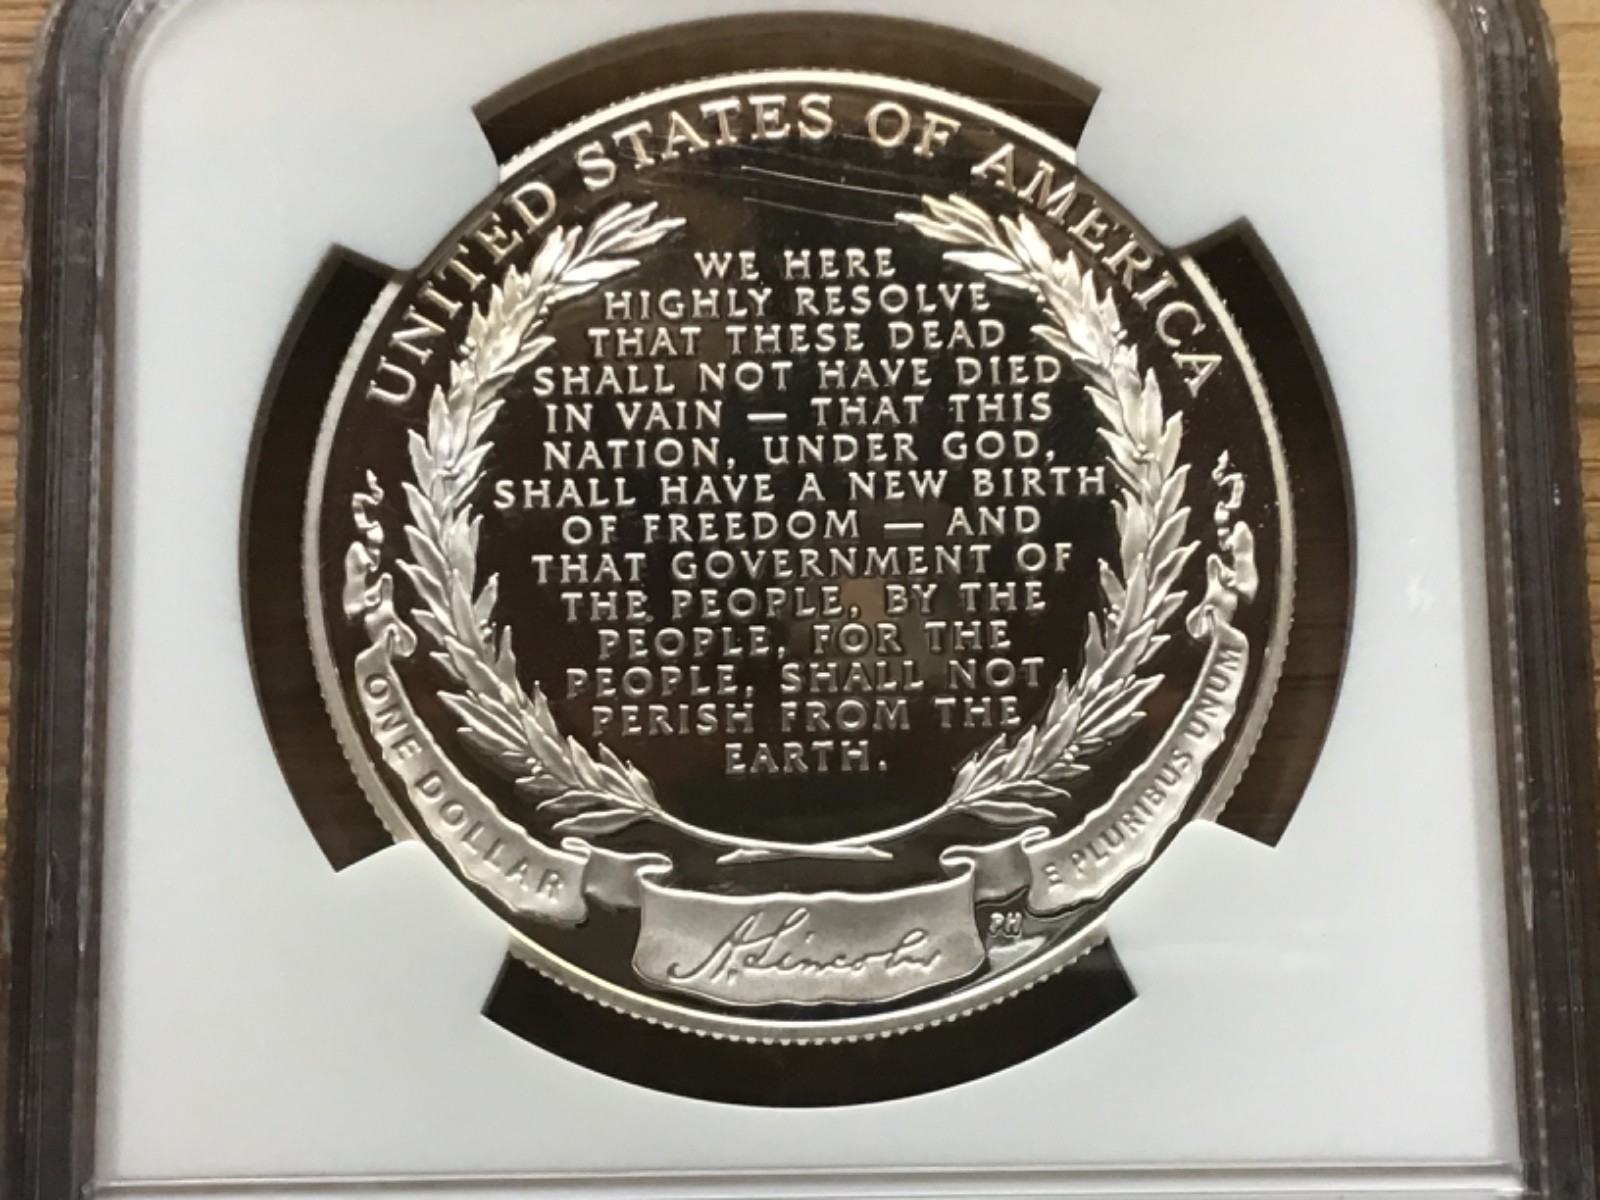 UNITED STATES OF AMERICA
WE HERE
HIGHLY RESOLVE
THAT THESE DEAD
SHALL NOT HAVE DIED
IN VAIN — THAT THIS
NATION, UNDER GOD,
SHALL HAVE A NEW BIRTH
OF FREEDOM — AND
THAT GOVERNMENT OF
THE PEOPLE, BY THE
PEOPLE, FOR THE
PEOPLE, SHALL NOT
PERISH FROM THE
EARTH.
ONE DOLLAR
A. Lincoln
PH
E PLURIBUS UNUM